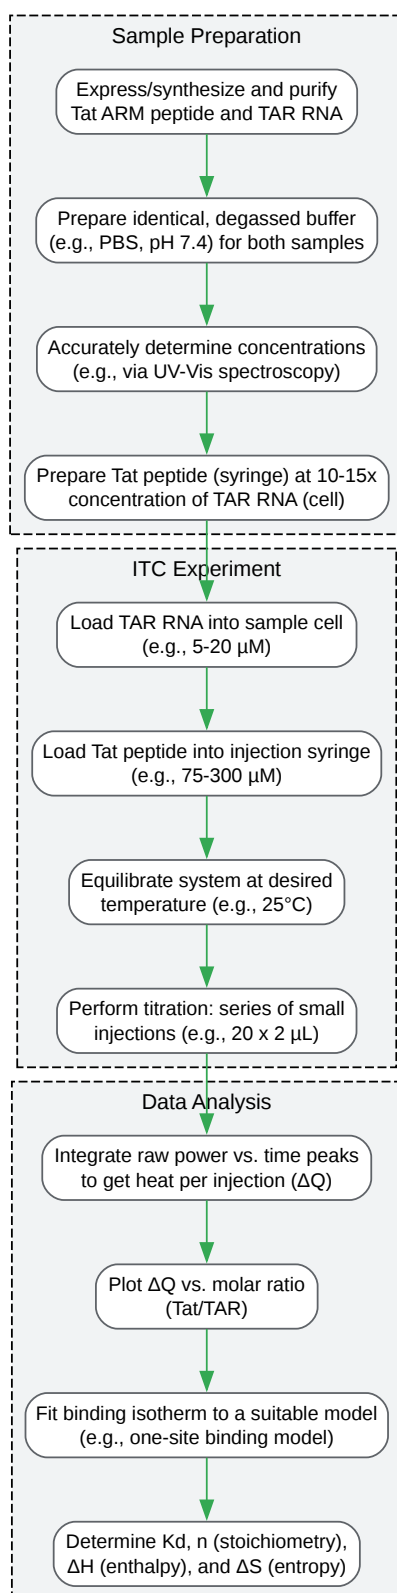 Sample Preparation
Express/synthesize and purify
Tat ARM peptide and TAR RNA
Prepare identical, degassed buffer
(e.g., PBS, pH 7.4) for both samples
Accurately determine concentrations
(e.g., via UV-Vis spectroscopy)
Prepare Tat peptide (syringe) at 10-15x
concentration of TAR RNA (cell)
ITC Experiment
Load TAR RNA into sample cell
(e.g., 5-20 µM)
Load Tat peptide into injection syringe
(e.g., 75-300 µM)
Equilibrate system at desired
temperature (e.g., 25°C)
Perform titration: series of small
injections (e.g., 20 x 2 µL)
Data Analysis
Integrate raw power vs. time peaks
to get heat per injection (ΔQ)
Plot ΔQ vs. molar ratio
(Tat/TAR)
Fit binding isotherm to a suitable model
(e.g., one-site binding model)
Determine Kd, n (stoichiometry),
ΔH (enthalpy), and ΔS (entropy)